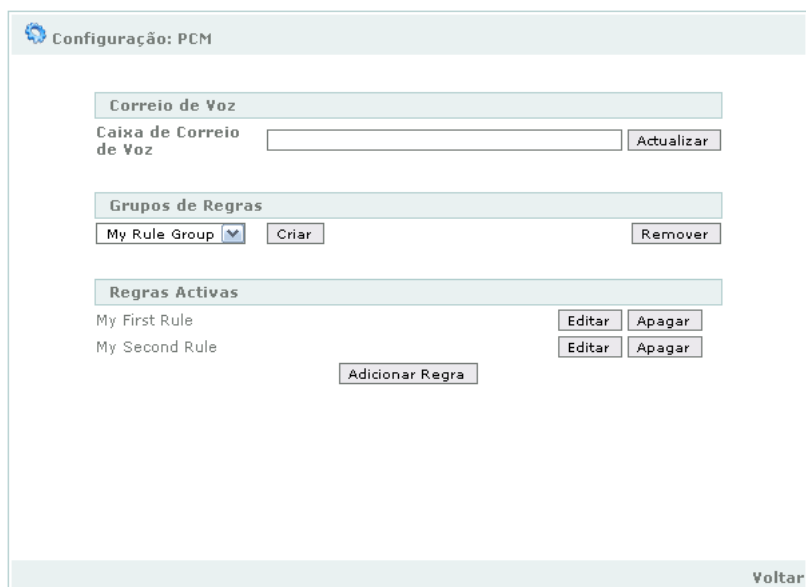 Configuração: PCM
Correio de Voz
Caixa de Correio
de Voz
Actualizar
Grupos de Regras
My Rule Group Criar Remover
Regras Activas
My First Rule Editar Apagar
My Second Rule Editar Apagar
Adicionar Regra
Voltar